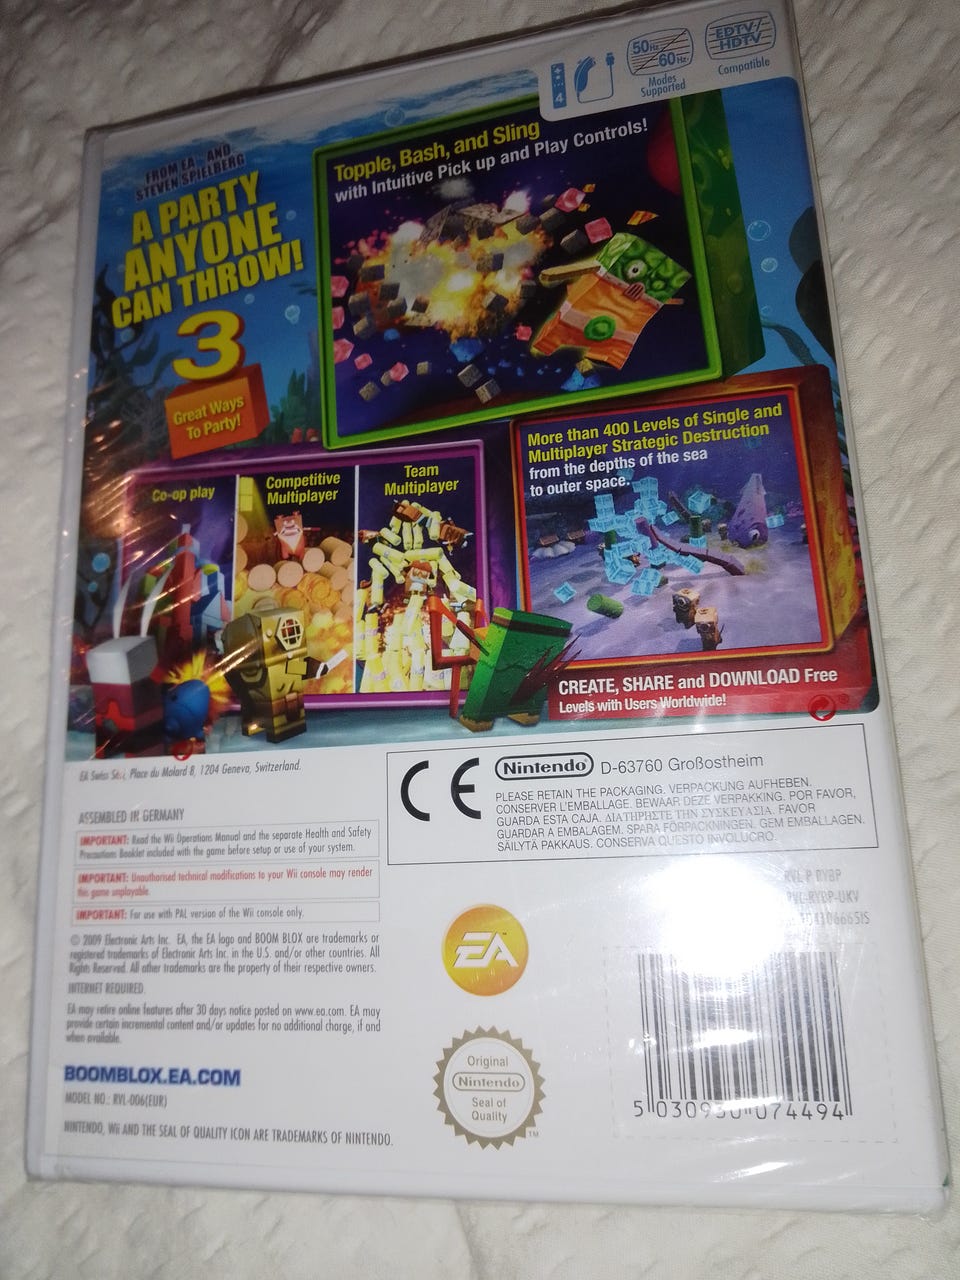 4
50Hz
60Hz
Modes
Supported
EDTV/
HDTV
Compatible
FROM EA AND
STEVEN SPIELBERG
A PARTY
ANYONE
CAN THROW!
3
Great Ways
To Party!
Topple, Bash, and Sling
with Intuitive Pick up and Play Controls!
Co-op play
Competitive
Multiplayer
Team
Multiplayer
More than 400 Levels of Single and
Multiplayer Strategic Destruction
from the depths of the sea
to outer space.
CREATE, SHARE and DOWNLOAD Free
Levels with Users Worldwide!
EA Swiss Sàrl, Place du Molard 8, 1204 Geneva, Switzerland.
ASSEMBLED IN GERMANY
IMPORTANT: Read the Wii Operations Manual and the separate Health and Safety
Precautions Booklet included with the game before setup or use of your system.
IMPORTANT: Unauthorised technical modifications to your Wii console may render
this game unplayable.
IMPORTANT: For use with PAL version of the Wii console only.
© 2009 Electronic Arts Inc. EA, the EA logo and BOOM BLOX are trademarks or
registered trademarks of Electronic Arts Inc. in the U.S. and/or other countries. All
Rights Reserved. All other trademarks are the property of their respective owners.
INTERNET REQUIRED.
EA may retire online features after 30 days notice posted on www.ea.com. EA may
provide certain incremental content and/or updates for no additional charge, if and
when available.
BOOMBLOX.EA.COM
MODEL NO.: RVL-006(EUR)
NINTENDO, Wii AND THE SEAL OF QUALITY ICON ARE TRADEMARKS OF NINTENDO.
CE
Nintendo D-63760 Großostheim
PLEASE RETAIN THE PACKAGING. VERPACKUNG AUFHEBEN.
CONSERVER L'EMBALLAGE. BEWAAR DEZE VERPAKKING. POR FAVOR,
GUARDA ESTA CAJA. ΔΙΑΤΗΡΗΣΤΕ ΤΗΝ ΣΥΣΚΕΥΑΣΙΑ. FAVOR
GUARDAR A EMBALAGEM. SPARA FÖRPACKNINGEN. GEM EMBALLAGEN.
SÄILYTÄ PAKKAUS. CONSERVA QUESTO INVOLUCRO.
RVL P RYBP
RVL-RYBP-UKV
EA
Original
Nintendo
Seal of
Quality
TM
5 030930 074494